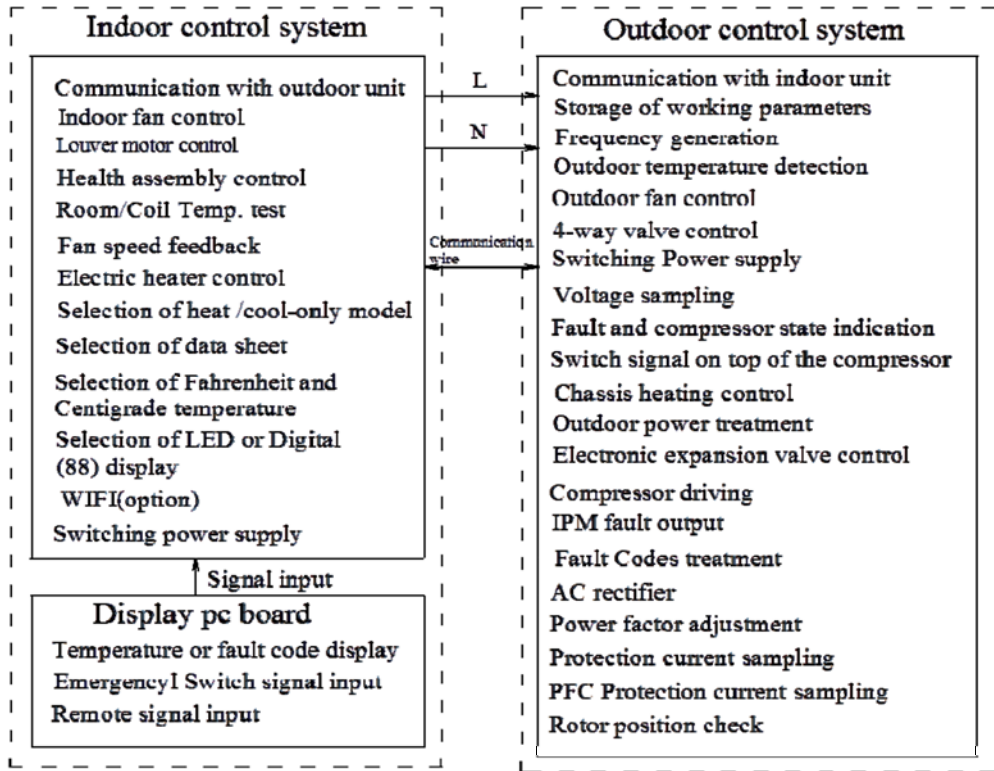 Indoor control system
Communication with outdoor unit
Indoor fan control
Louver motor control
Health assembly control
Room/Coil Temp. test
Fan speed feedback
Electric heater control
Selection of heat /cool-only model
Selection of data sheet
Selection of Fahrenheit and
Centigrade temperature
Selection of LED or Digital
(88) display
WIFI(option)
Switching power supply
Signal input
Display pc board
Temperature or fault code display
EmergencyI Switch signal input
Remote signal input
L
N
Communication
wire
Outdoor control system
Communication with indoor unit
Storage of working parameters
Frequency generation
Outdoor temperature detection
Outdoor fan control
4-way valve control
Switching Power supply
Voltage sampling
Fault and compressor state indication
Switch signal on top of the compressor
Chassis heating control
Outdoor power treatment
Electronic expansion valve control
Compressor driving
IPM fault output
Fault Codes treatment
AC rectifier
Power factor adjustment
Protection current sampling
PFC Protection current sampling
Rotor position check